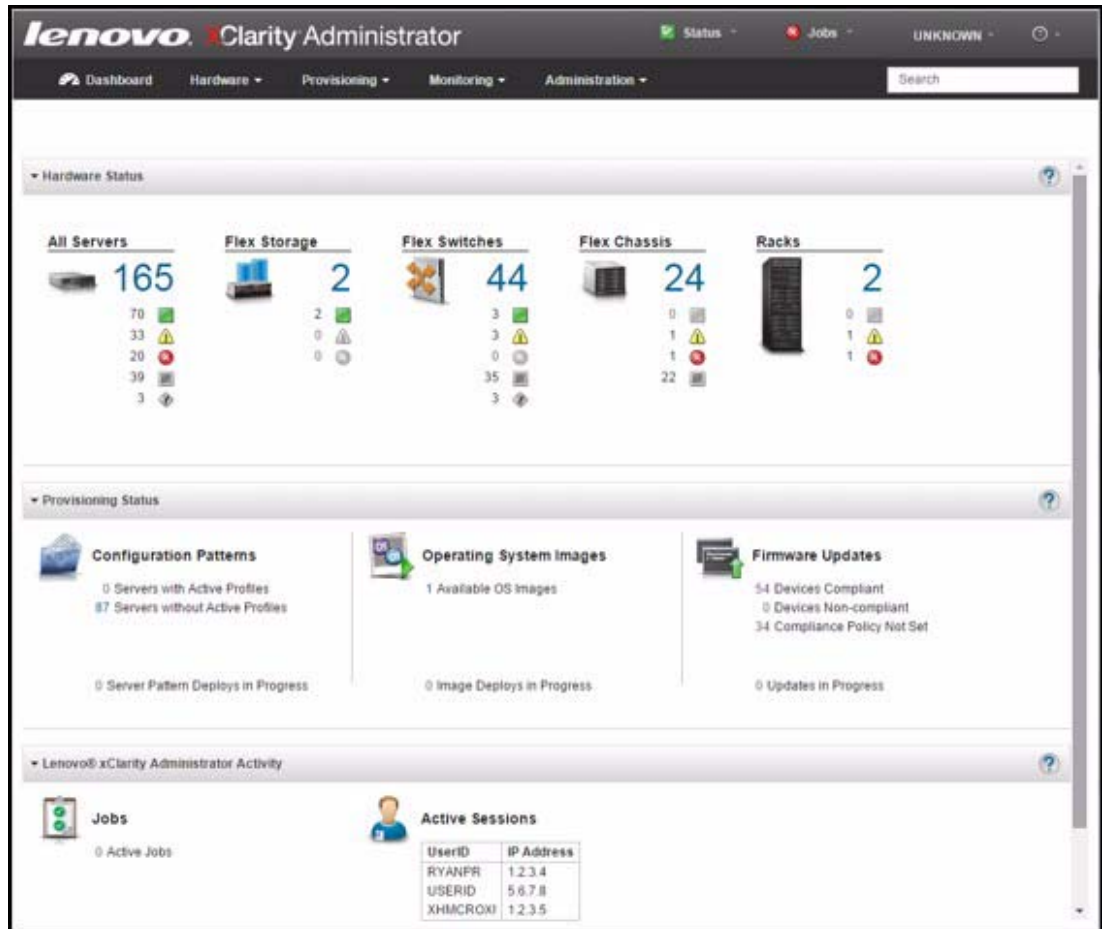 lenovo. xClarity Administrator
Status
Jobs
UNKNOWN
Dashboard Hardware Provisioning Monitoring Administration
Search
Hardware Status
All Servers
165
70
33
20
39
3
Flex Storage
2
2
0
0
Flex Switches
44
3
3
0
35
3
Flex Chassis
24
0
1
1
22
Racks
2
0
1
1
Provisioning Status
Configuration Patterns
0 Servers with Active Profiles
87 Servers without Active Profiles
0 Server Pattern Deploys in Progress
Operating System Images
1 Available OS Images
0 Image Deploys in Progress
Firmware Updates
54 Devices Compliant
0 Devices Non-compliant
34 Compliance Policy Not Set
0 Updates in Progress
Lenovo® xClarity Administrator Activity
Jobs
0 Active Jobs
Active Sessions
UserID IP Address
RYANPR 1.2.3.4
USERID 5.6.7.8
XHMCROXI 1.2.3.5